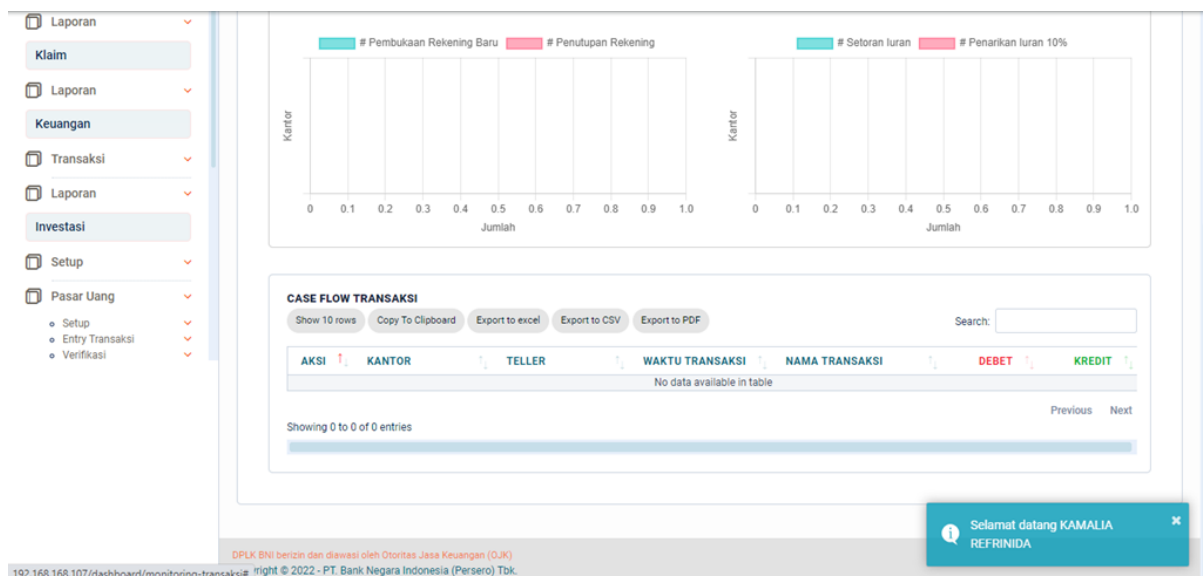 Laporan
Klaim
Laporan
Keuangan
Transaksi
Laporan
Investasi
Setup
Pasar Uang
Setup
Entry Transaksi
Verifikasi
# Pembukaan Rekening Baru # Penutupan Rekening
Kantor
0 0.1 0.2 0.3 0.4 0.5 0.6 0.7 0.8 0.9 1.0
Jumlah
# Setoran Iuran # Penarikan Iuran 10%
Kantor
0 0.1 0.2 0.3 0.4 0.5 0.6 0.7 0.8 0.9 1.0
Jumlah
CASE FLOW TRANSAKSI
Show 10 rows Copy To Clipboard Export to excel Export to CSV Export to PDF Search:
AKSI KANTOR TELLER WAKTU TRANSAKSI NAMA TRANSAKSI DEBET KREDIT
No data available in table
Previous Next
Showing 0 to 0 of 0 entries
Selamat datang KAMALIA
REFRINIDA
DPLK BNI berizin dan diawasi oleh Otoritas Jasa Keuangan (OJK)
192.168.168.107/dashboard/monitoring-transaksi# right © 2022 - PT. Bank Negara Indonesia (Persero) Tbk.